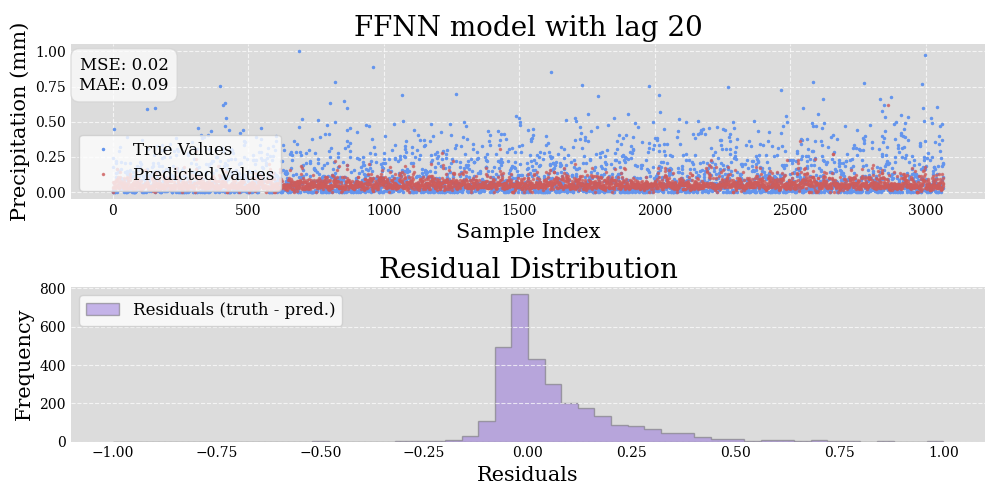 FFNN model with lag 20
Precipitation (mm)
1.00
0.75
0.50
0.25
0.00
MSE: 0.02
MAE: 0.09
True Values
Predicted Values
0 500 1000 1500 2000 2500 3000
Sample Index
Residual Distribution
Frequency
800
600
400
200
0
Residuals (truth - pred.)
−1.00 −0.75 −0.50 −0.25 0.00 0.25 0.50 0.75 1.00
Residuals